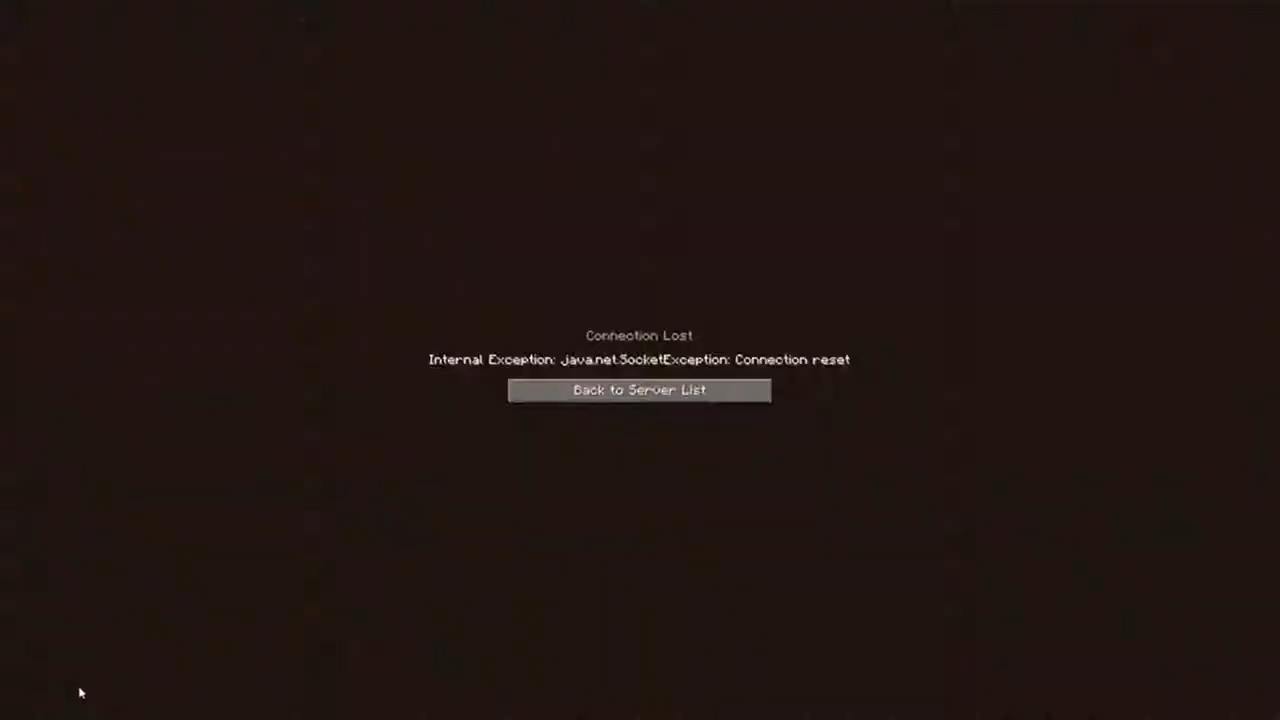 Connection Lost
Internal Exception: java.net.SocketException: Connection reset
Back to Server List